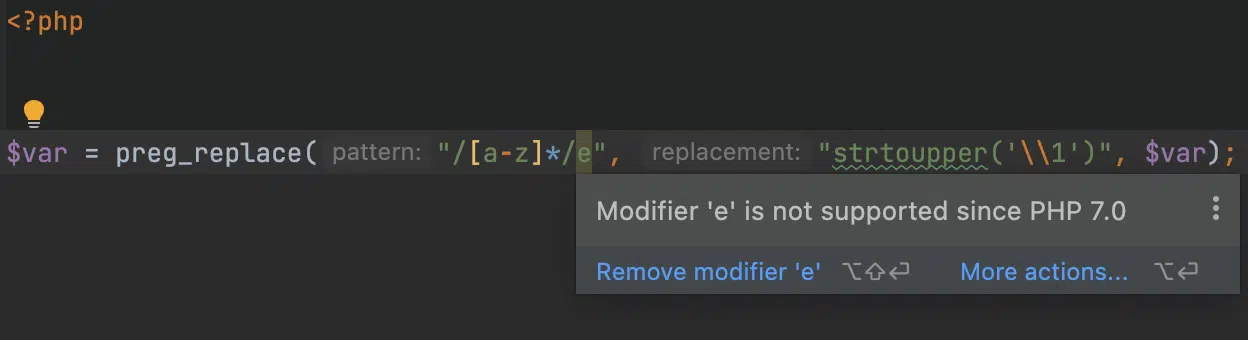 <?php
$var = preg_replace( pattern: "/[a-z]*/e", replacement: "strtoupper('\\1')", $var);
Modifier 'e' is not supported since PHP 7.0
Remove modifier 'e' ⌥⇧⏎ More actions... ⌥⏎